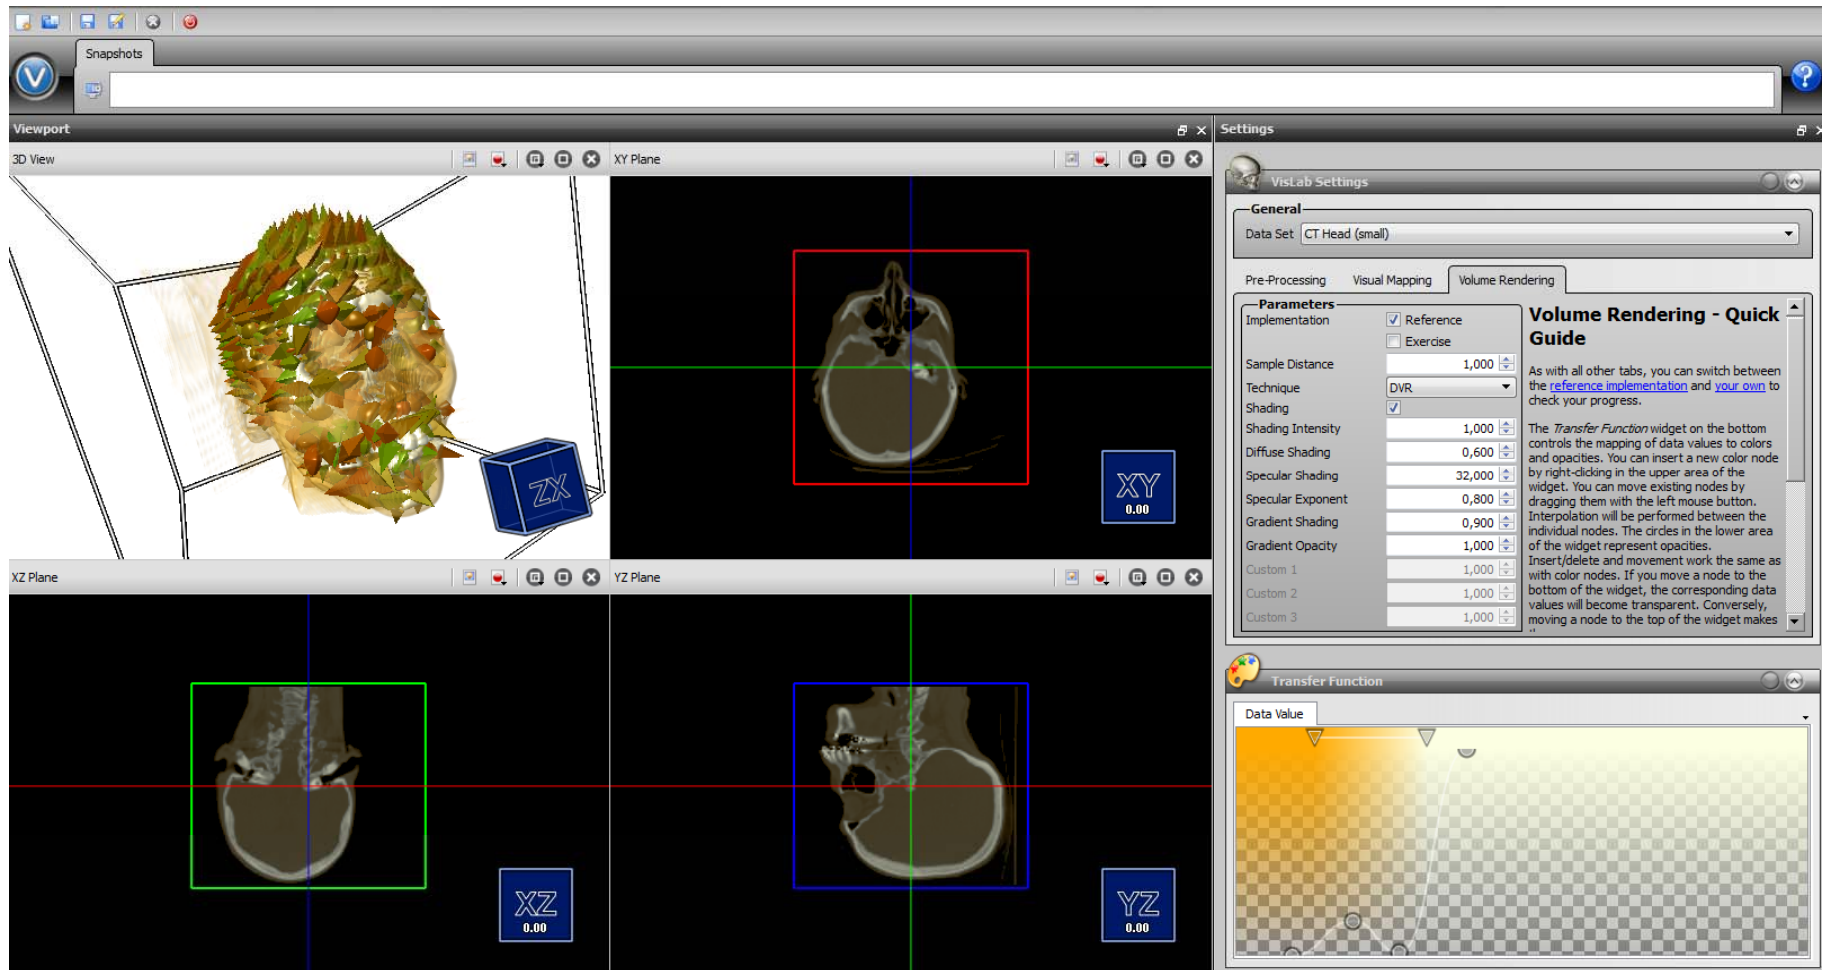 Snapshots
Viewport
Settings
3D View
XY Plane
VisLab Settings
General
Data Set CT Head (small)
Pre-Processing Visual Mapping Volume Rendering
Parameters
Implementation Reference
Exercise
Sample Distance 1,000
Technique DVR
Shading
Shading Intensity 1,000
Diffuse Shading 0,600
Specular Shading 32,000
Specular Exponent 0,800
Gradient Shading 0,900
Gradient Opacity 1,000
Custom 1 1,000
Custom 2 1,000
Custom 3 1,000
Volume Rendering - Quick
Guide
As with all other tabs, you can switch between
the reference implementation and your own to
check your progress.
The Transfer Function widget on the bottom
controls the mapping of data values to colors
and opacities. You can insert a new color node
by right-clicking in the upper area of the
widget. You can move existing nodes by
dragging them with the left mouse button.
Interpolation will be performed between the
individual nodes. The circles in the lower area
of the widget represent opacities.
Insert/delete and movement work the same as
with color nodes. If you move a node to the
bottom of the widget, the corresponding data
values will become transparent. Conversely,
moving a node to the top of the widget makes
ZX
XY
0.00
XZ Plane
YZ Plane
XZ
0.00
YZ
0.00
Transfer Function
Data Value